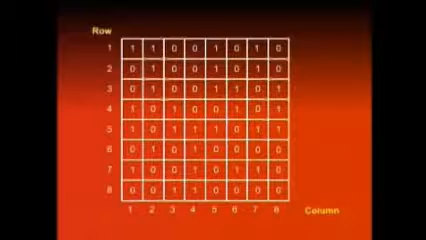 Row
1 1 1 0 0 1 0 1 0
2 0 1 0 0 1 0 1 0
3 0 1 0 0 1 1 0 1
4 1 0 1 0 0 1 0 1
5 1 0 1 1 1 0 1 1
6 0 1 0 1 0 0 0 0
7 1 0 0 1 0 1 1 0
8 0 0 1 1 0 0 0 0
1 2 3 4 5 6 7 8 Column